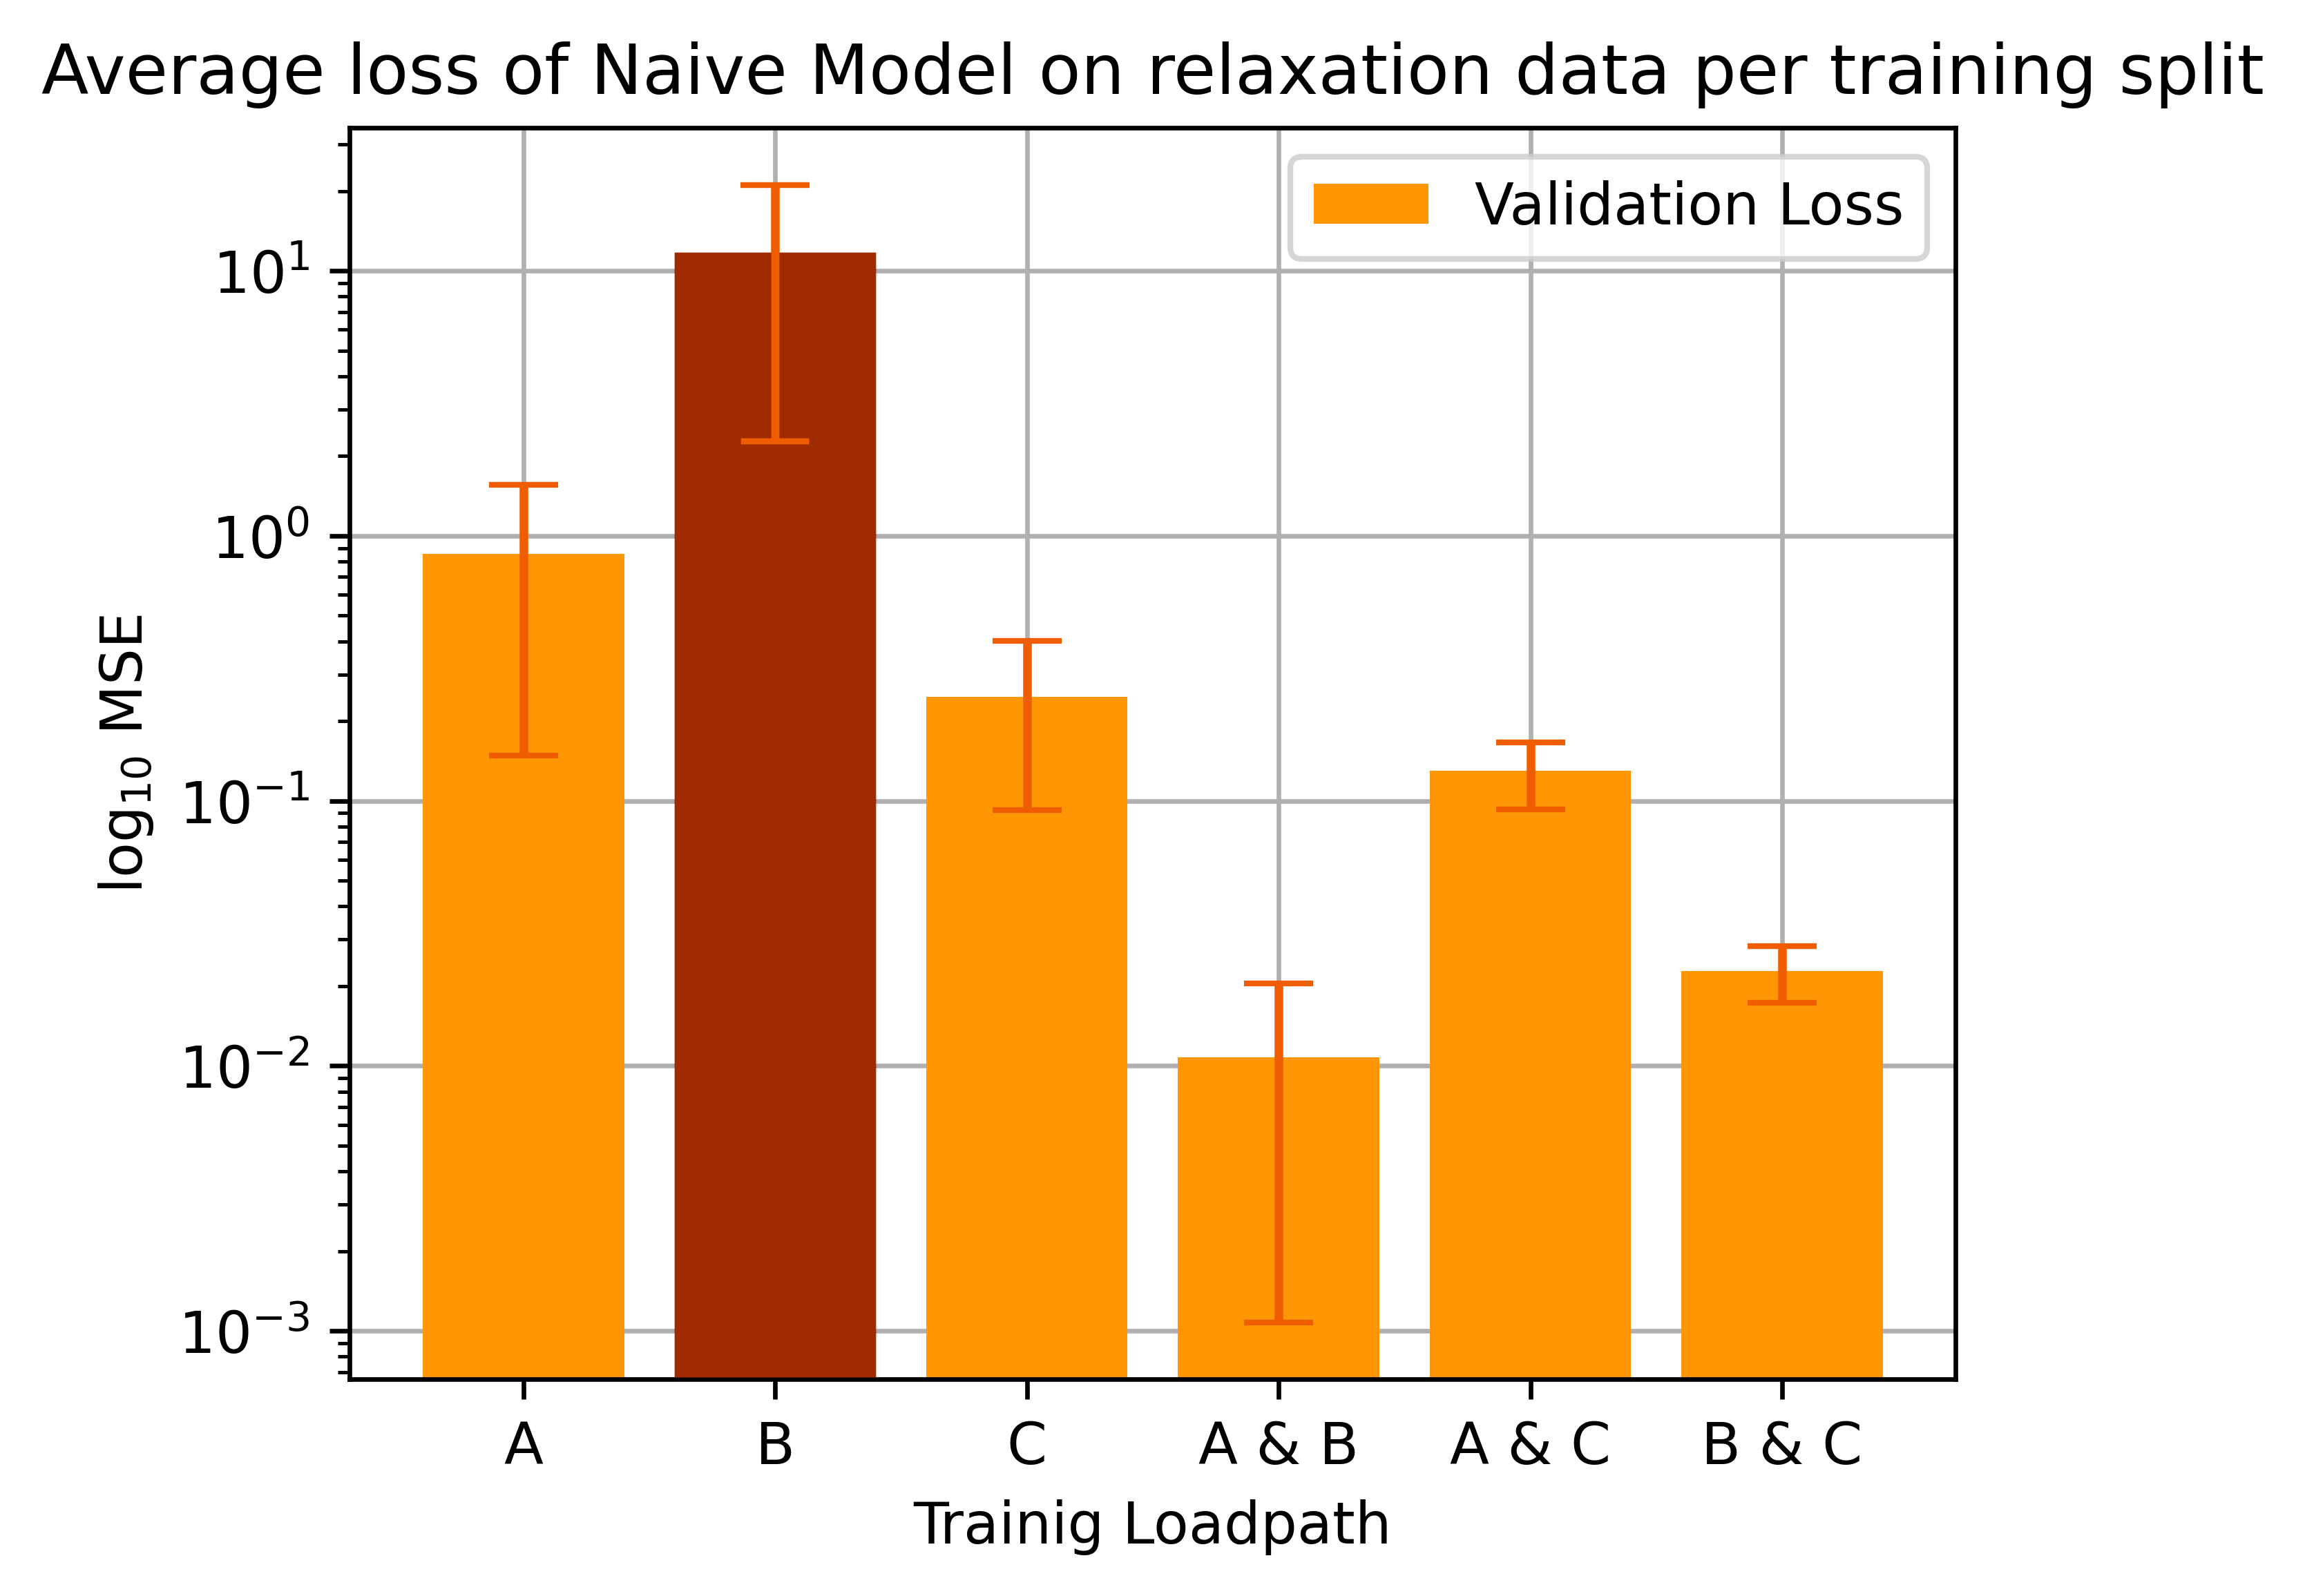 Average loss of Naive Model on relaxation data per training split
Validation Loss
10¹
10⁰
10⁻¹
10⁻²
10⁻³
log₁₀ MSE
A B C A & B A & C B & C
Trainig Loadpath